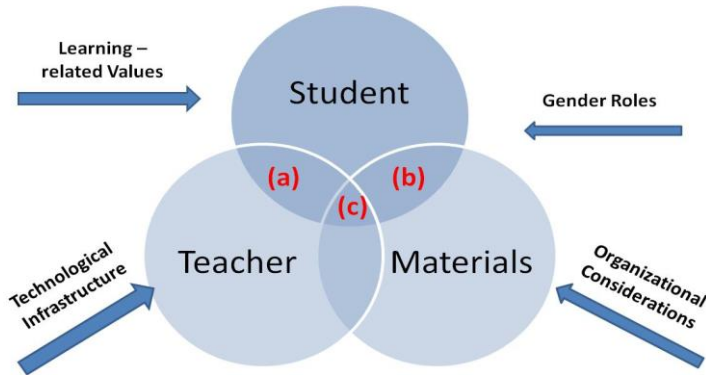 Learning –
related Values
Student
Gender Roles
(a)
(b)
(c)
Teacher
Materials
Technological
Infrastructure
Organizational
Considerations